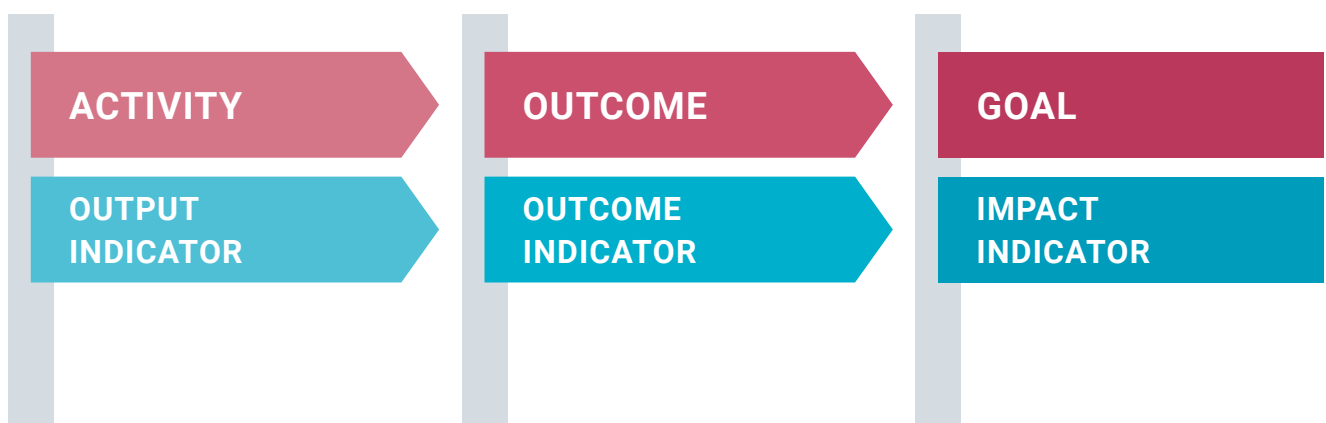 ACTIVITY
OUTPUT
INDICATOR
OUTCOME
OUTCOME
INDICATOR
GOAL
IMPACT
INDICATOR